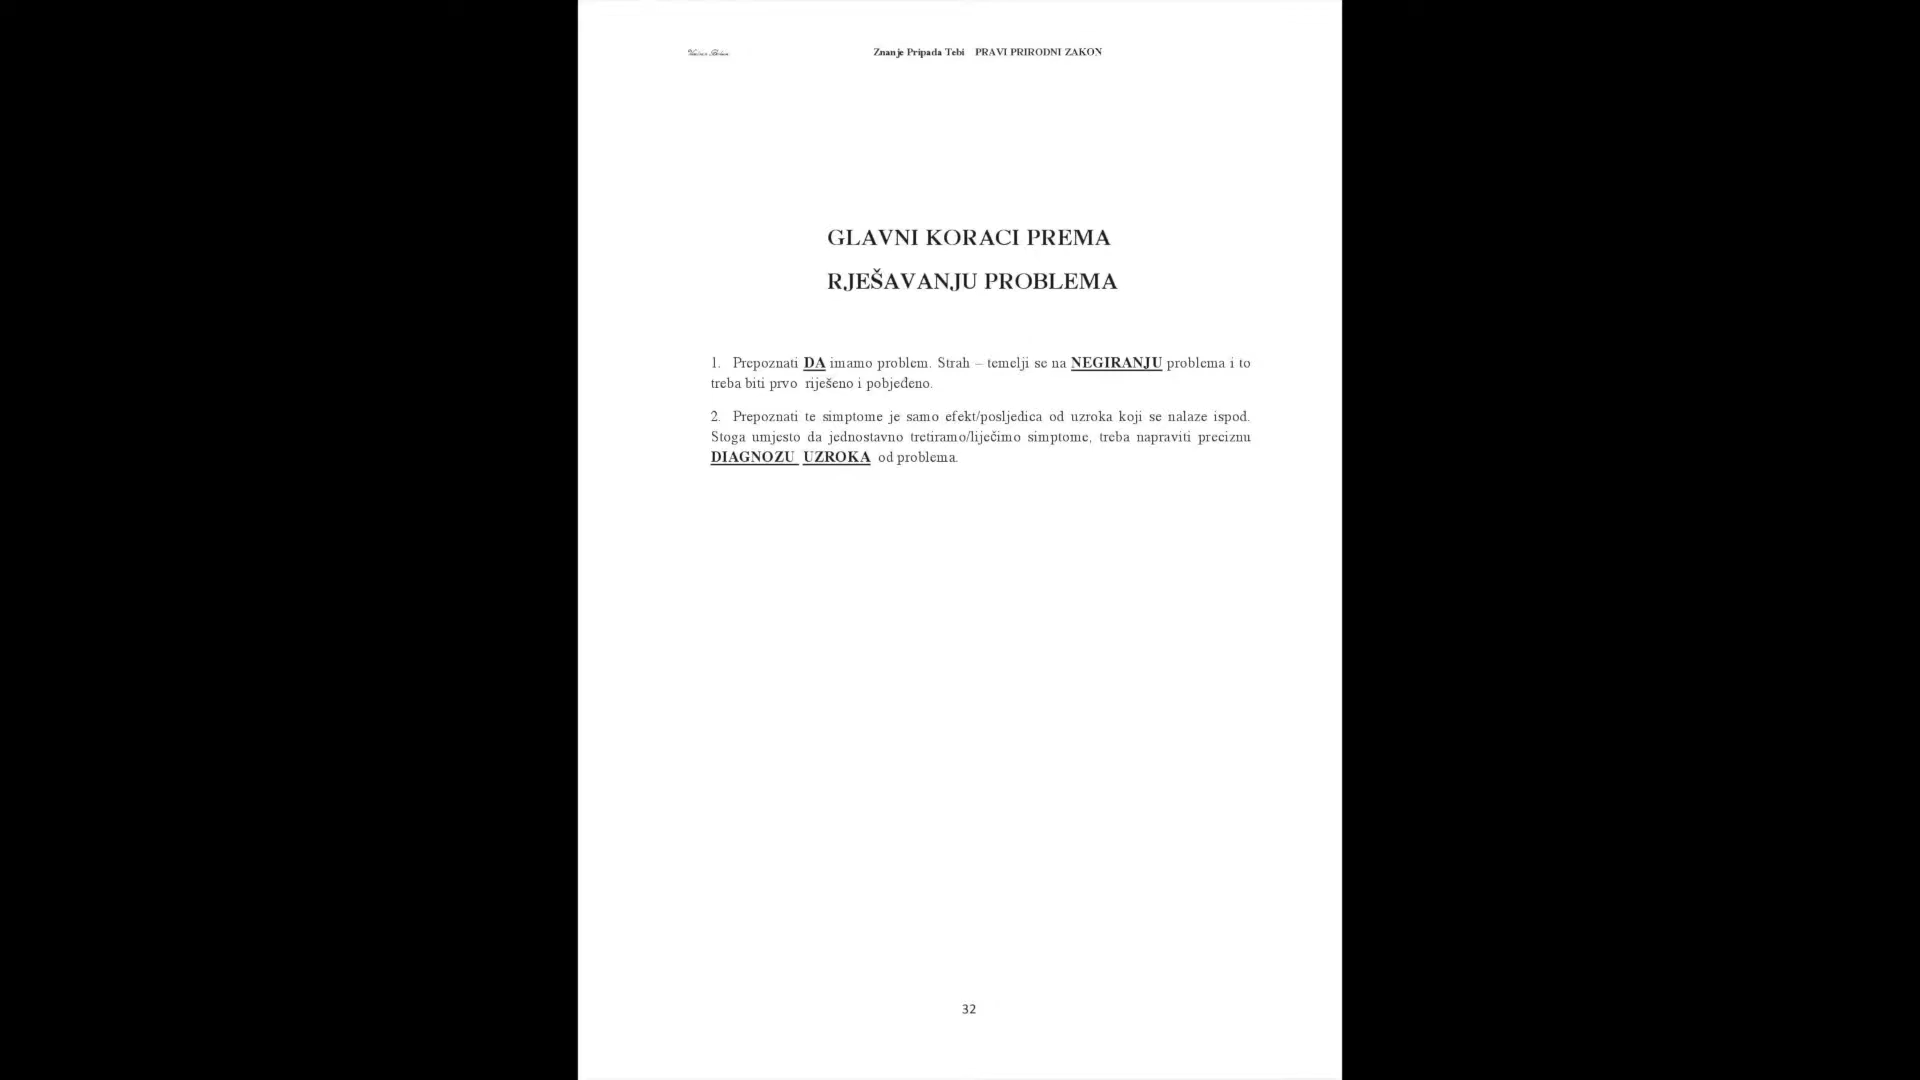 Znanje Pripada Tebi PRAVI PRIRODNI ZAKON
GLAVNI KORACI PREMA
RJEŠAVANJU PROBLEMA
1. Prepoznati DA imamo problem. Strah – temelji se na NEGIRANJU problema i to
treba biti prvo riješeno i pobjeđeno.
2. Prepoznati te simptome je samo efekt/posljedica od uzroka koji se nalaze ispod.
Stoga umjesto da jednostavno tretiramo/liječimo simptome, treba napraviti preciznu
DIAGNOZU UZROKA od problema.
32